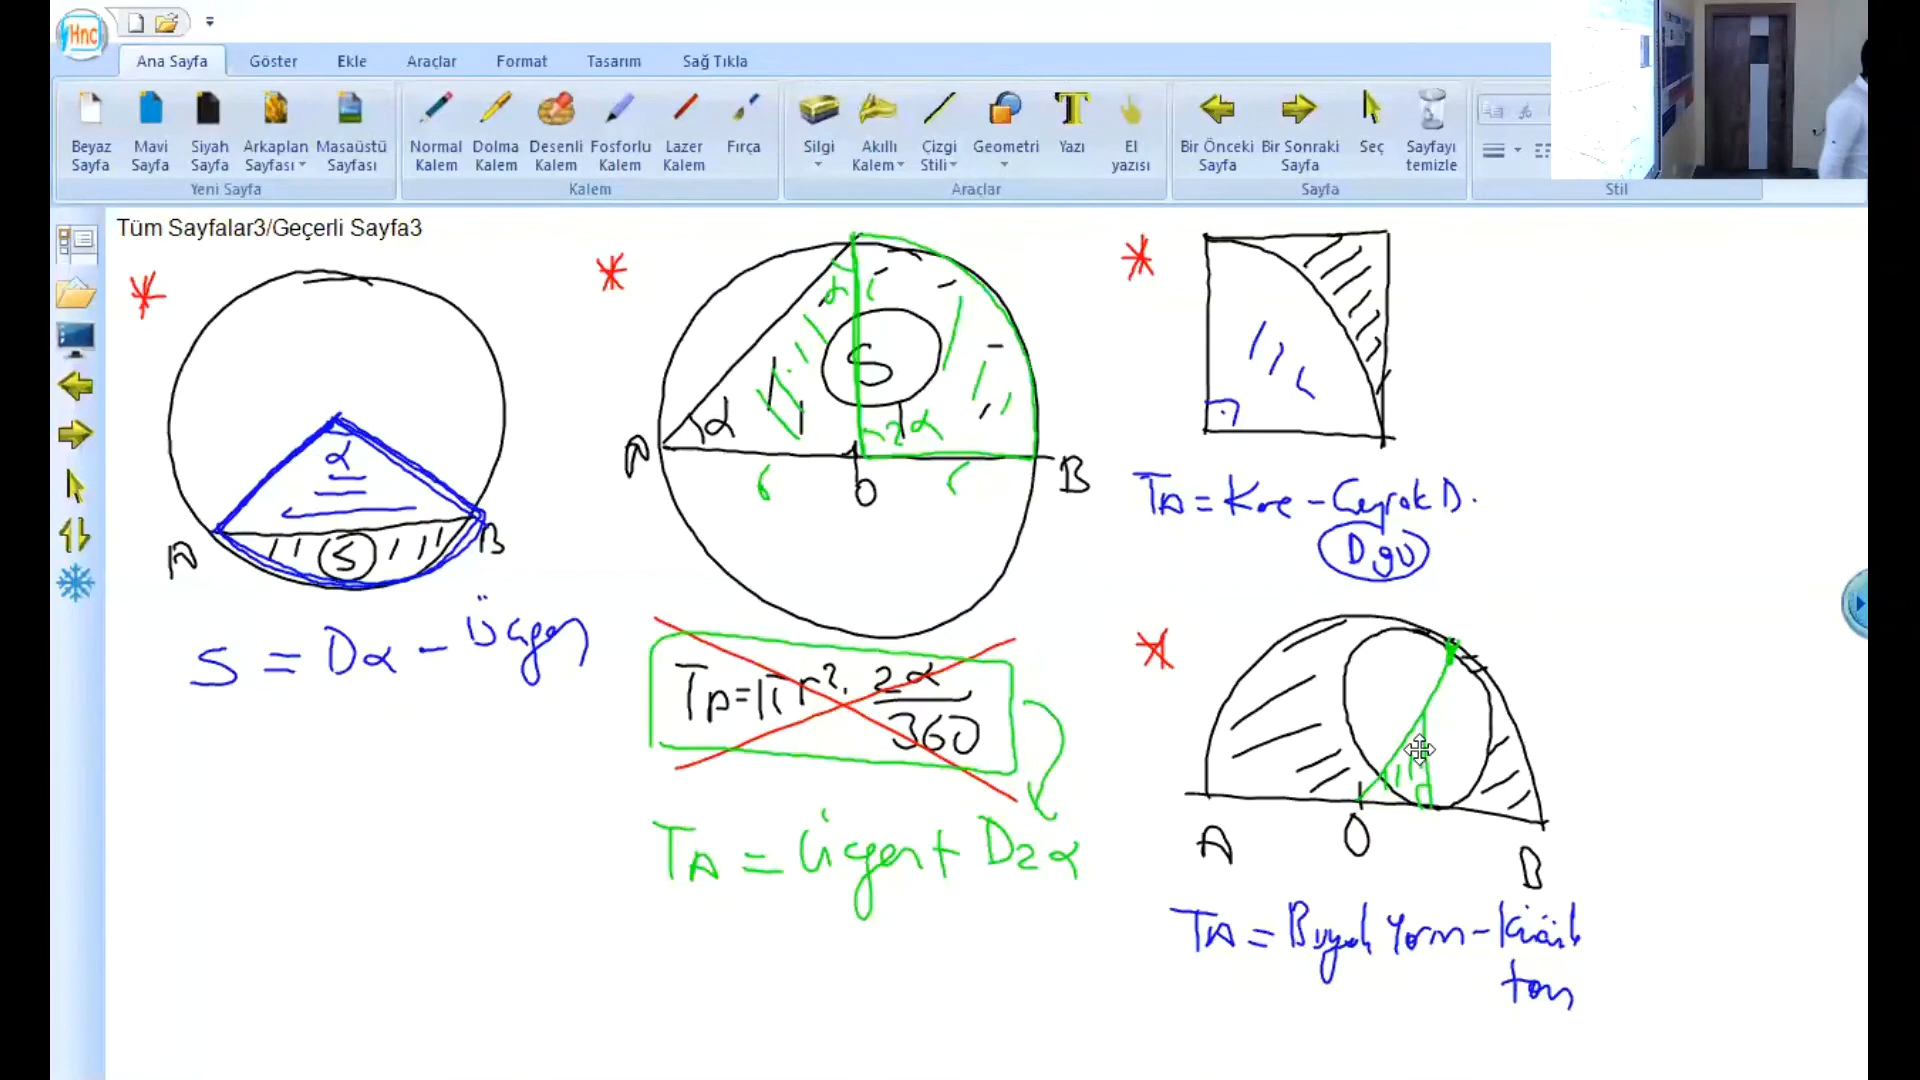 Hnc
Ana Sayfa Göster Ekle Araçlar Format Tasarım Sağ Tıkla
Beyaz Sayfa Mavi Sayfa Siyah Sayfa Arkaplan Sayfası Masaüstü Sayfası
Yeni Sayfa
Normal Kalem Dolma Kalem Desenli Kalem Fosforlu Kalem Lazer Kalem Fırça
Kalem
Silgi Akıllı Kalem Çizgi Stili Geometri Yazı El yazısı
Araçlar
Bir Önceki Sayfa Bir Sonraki Sayfa Seç Sayfayı temizle
Sayfa
Stil
Tüm Sayfalar3/Geçerli Sayfa3
α
A S B
S = Dα - Üçgen
α r
S
α 2α
A r O r B
TA = πr². 2α/360
TA = Üçgen + D2α
TA = Kare - Çeyrek D.
D90
A O B
TA = Büyük Yarım - Küçük
tam